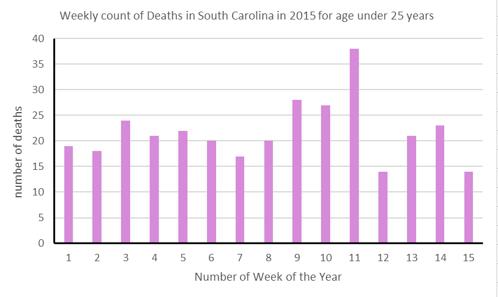 Weekly count of Deaths in South Carolina in 2015 for age under 25 years
40
35
30
25
20
15
10
5
0
number of deaths
1 2 3 4 5 6 7 8 9 10 11 12 13 14 15
Number of Week of the Year